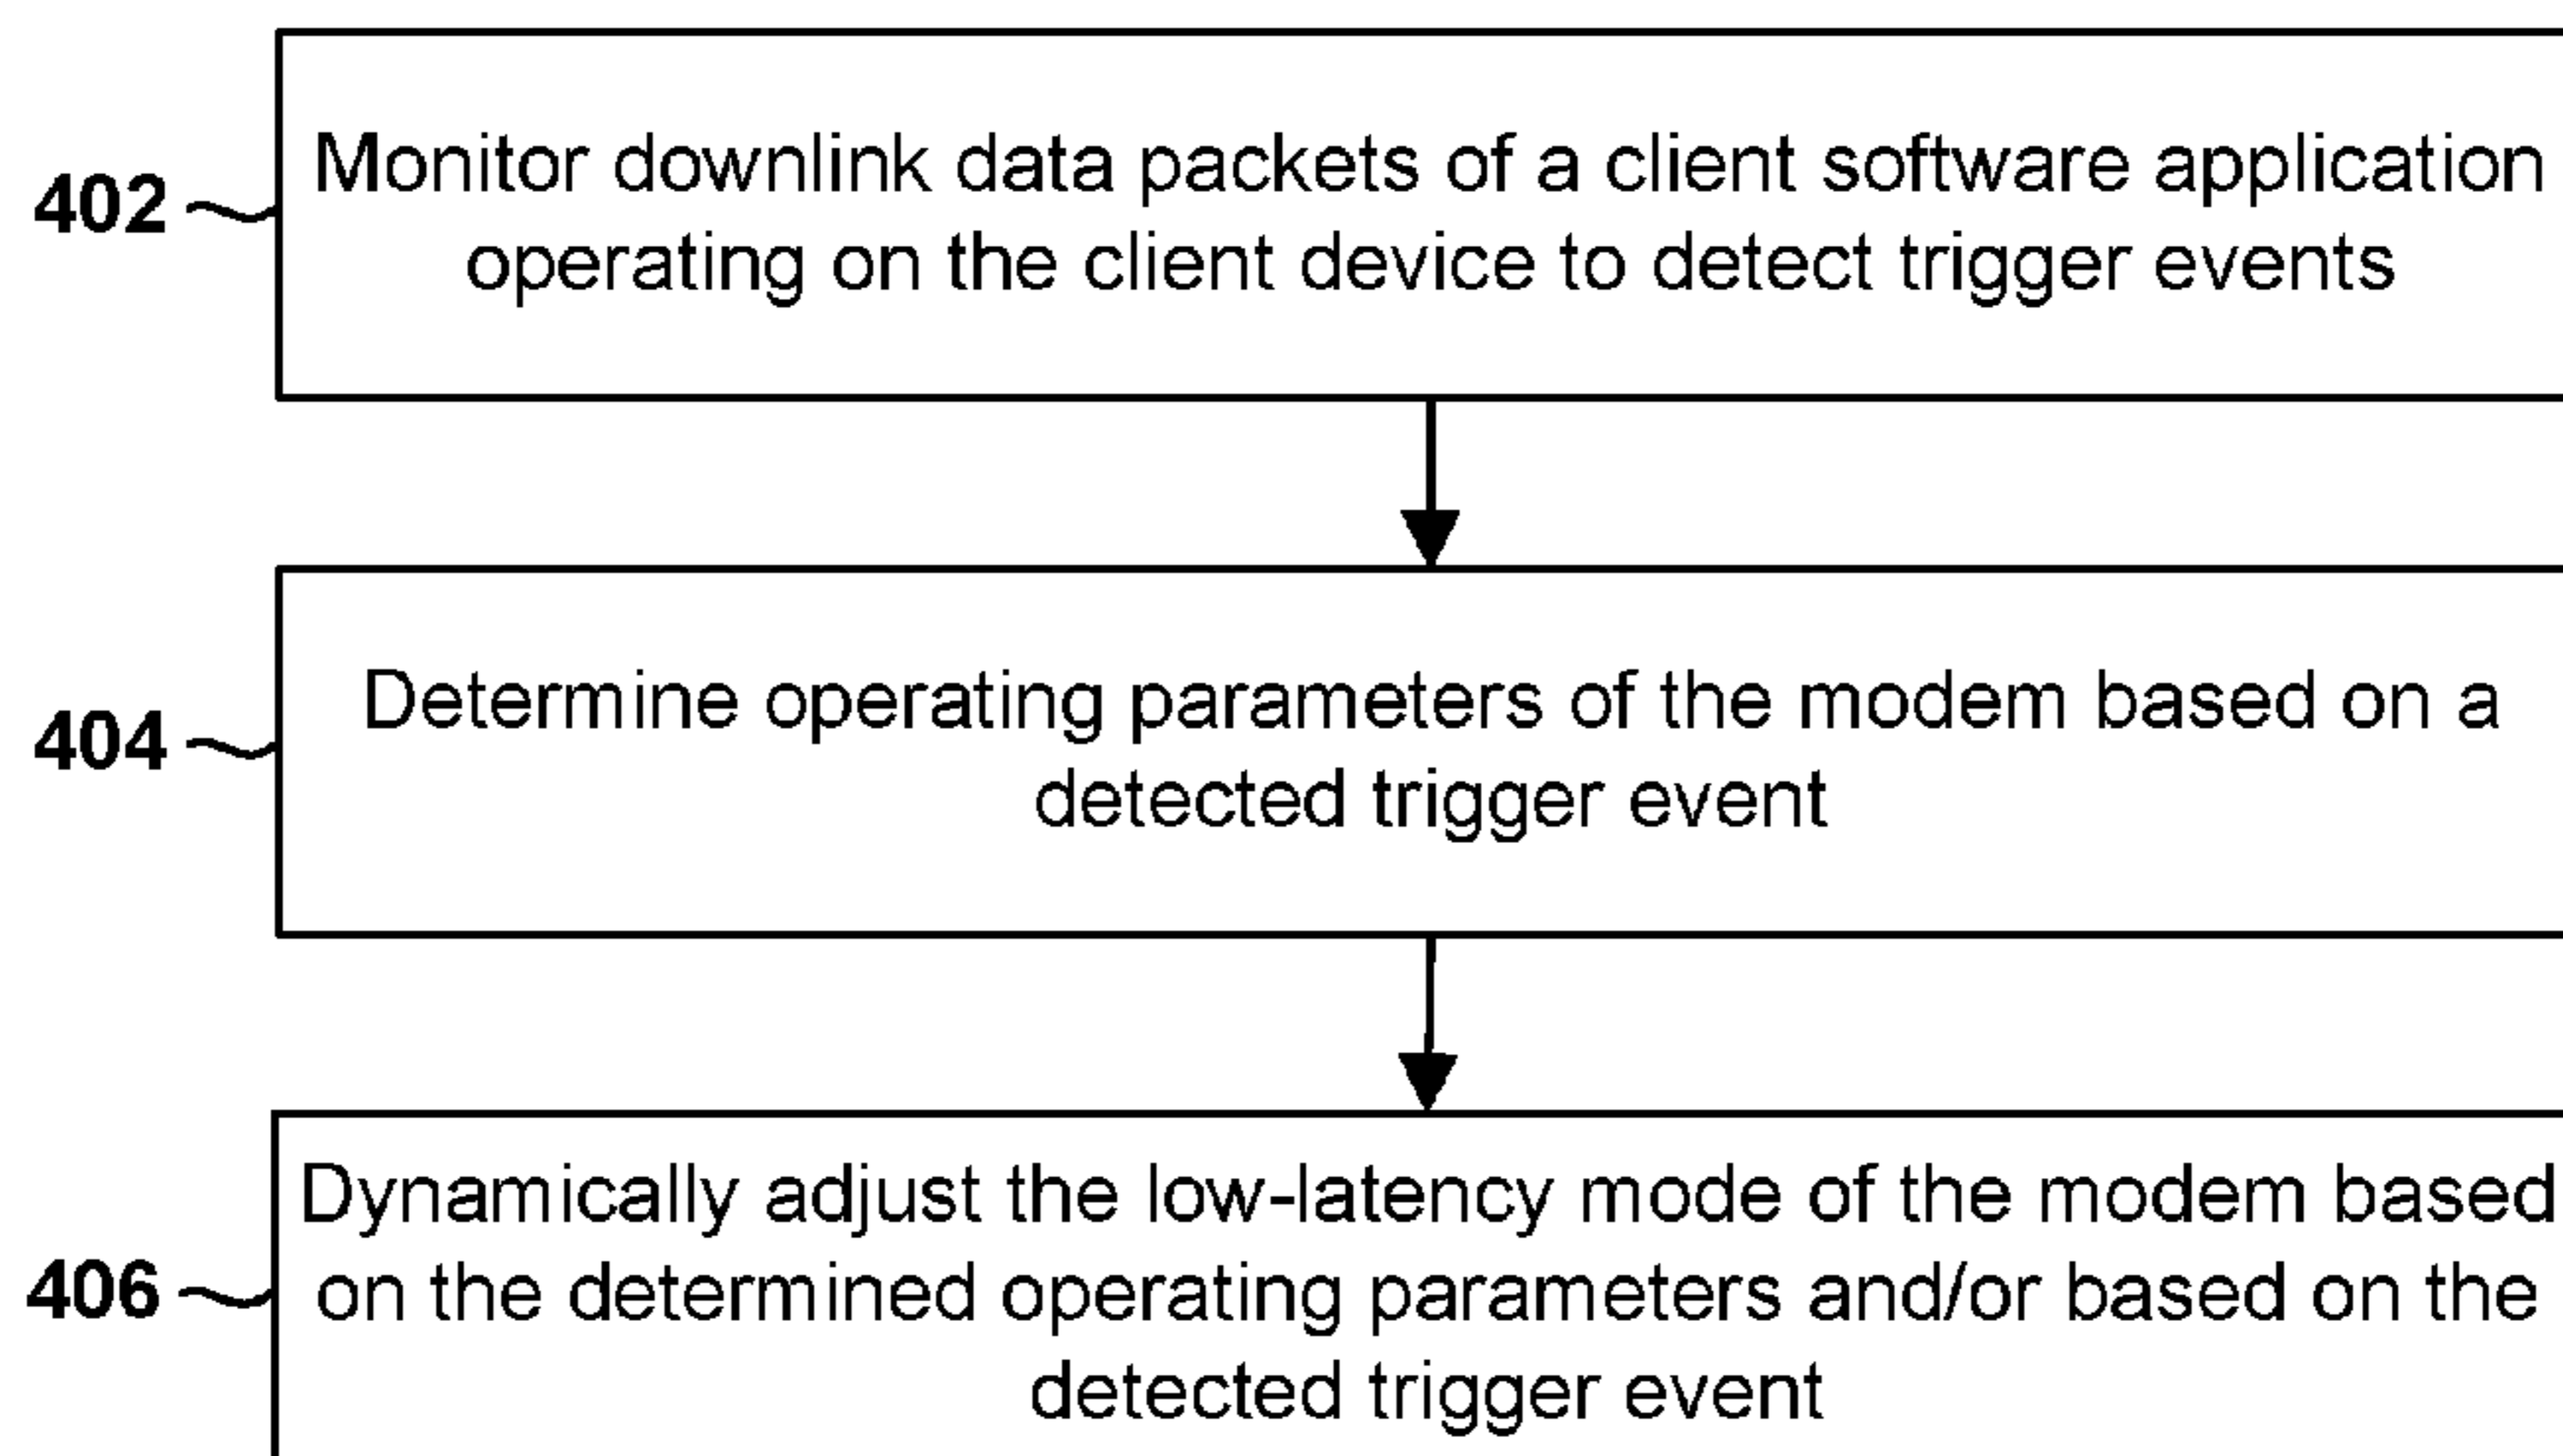 402
Monitor downlink data packets of a client software application
operating on the client device to detect trigger events
404
Determine operating parameters of the modem based on a
detected trigger event
406
Dynamically adjust the low-latency mode of the modem based
on the determined operating parameters and/or based on the
detected trigger event